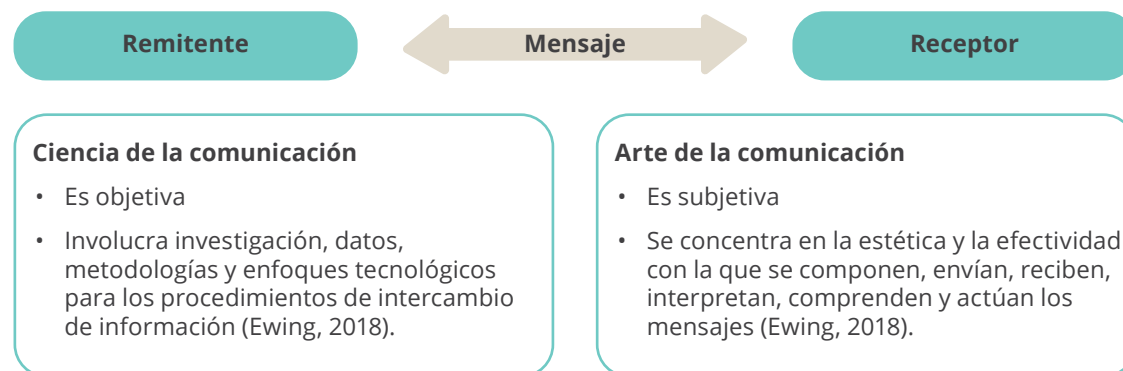 Remitente
Mensaje
Receptor
Ciencia de la comunicación
• Es objetiva
• Involucra investigación, datos,
metodologías y enfoques tecnológicos
para los procedimientos de intercambio
de información (Ewing, 2018).
Arte de la comunicación
• Es subjetiva
• Se concentra en la estética y la efectividad
con la que se componen, envían, reciben,
interpretan, comprenden y actúan los
mensajes (Ewing, 2018).